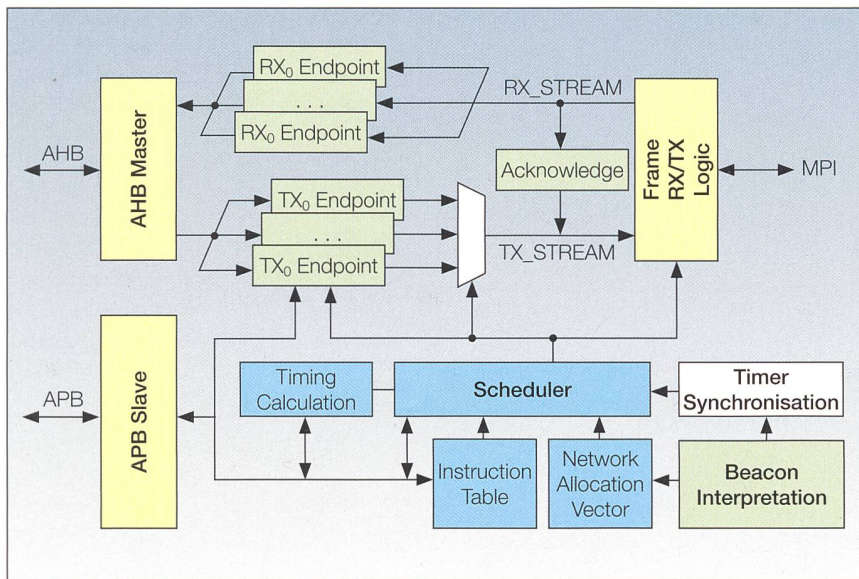 RX₀ Endpoint
. . .
RX₀ Endpoint
RX_STREAM
AHB
AHB Master
Acknowledge
Frame
RX/TX
Logic
MPI
TX₀ Endpoint
. . .
TX₀ Endpoint
TX_STREAM
APB
APB Slave
Timing
Calculation
Scheduler
Timer
Synchronisation
Instruction
Table
Network
Allocation
Vector
Beacon
Interpretation